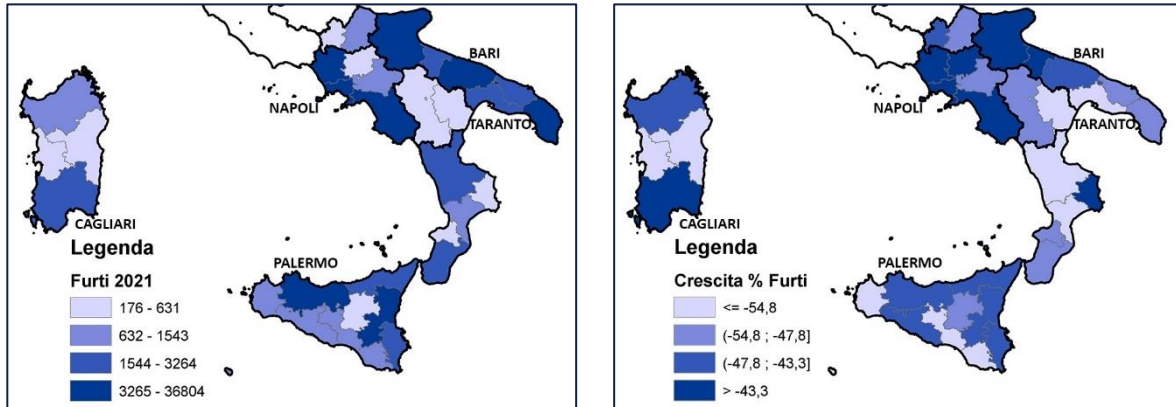 BARI
NAPOLI
TARANTO
CAGLIARI
Legenda
PALERMO
Furti 2021
176 - 631
632 - 1543
1544 - 3264
3265 - 36804
BARI
NAPOLI
TARANTO
CAGLIARI
Legenda
PALERMO
Crescita % Furti
<= -54,8
(-54,8 ; -47,8]
(-47,8 ; -43,3]
> -43,3